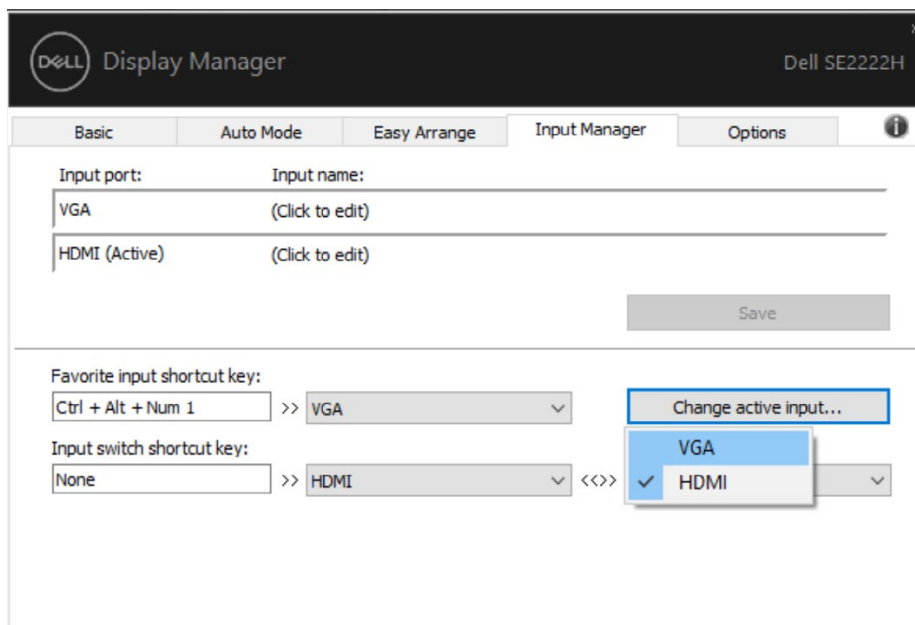 DELL Display Manager Dell SE2222H
Basic Auto Mode Easy Arrange Input Manager Options
Input port: Input name:
VGA (Click to edit)
HDMI (Active) (Click to edit)
Save
Favorite input shortcut key:
Ctrl + Alt + Num 1 >> VGA Change active input...
Input switch shortcut key:
VGA
None >> HDMI <<>> HDMI